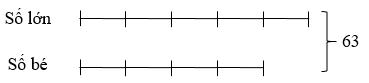 Số lớn
63
Số bé